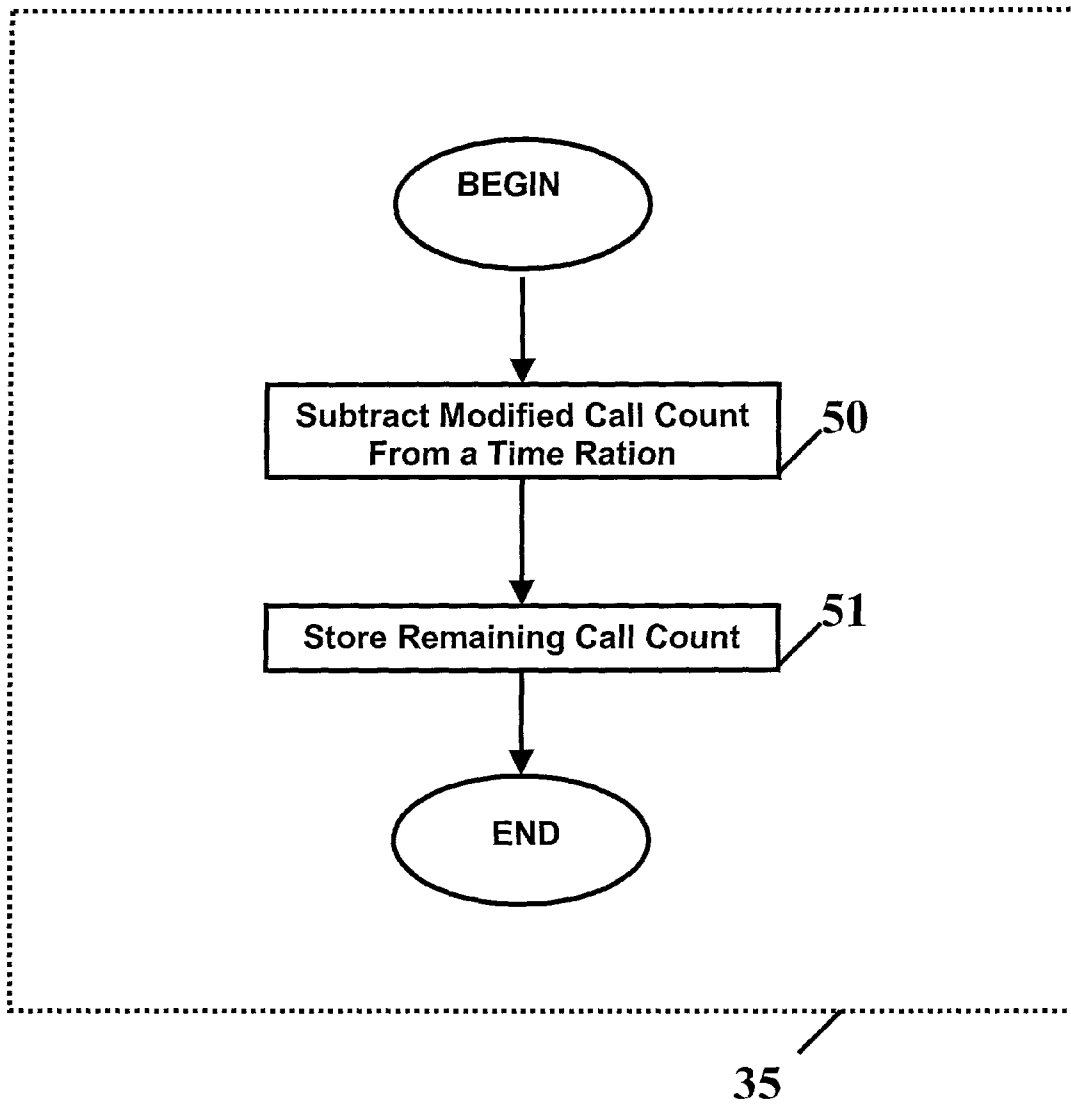 BEGIN
Subtract Modified Call Count
From a Time Ration
50
Store Remaining Call Count
51
END
35